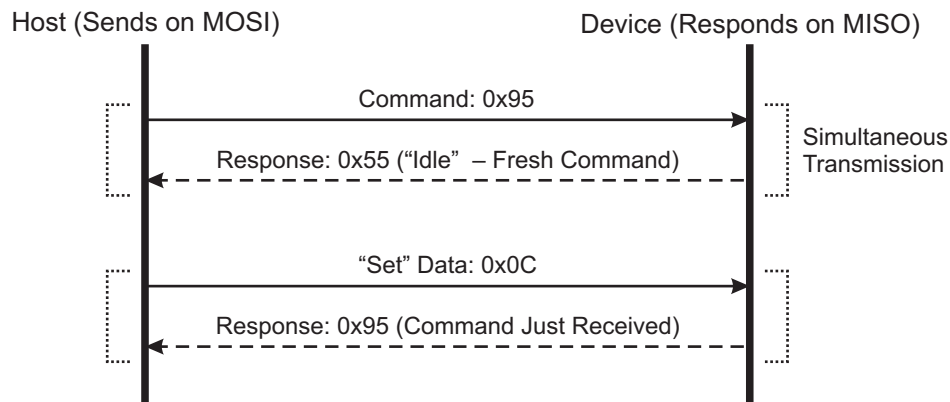 Host (Sends on MOSI)
Device (Responds on MISO)
Command: 0x95
Response: 0x55 (“Idle” – Fresh Command)
Simultaneous
Transmission
“Set” Data: 0x0C
Response: 0x95 (Command Just Received)